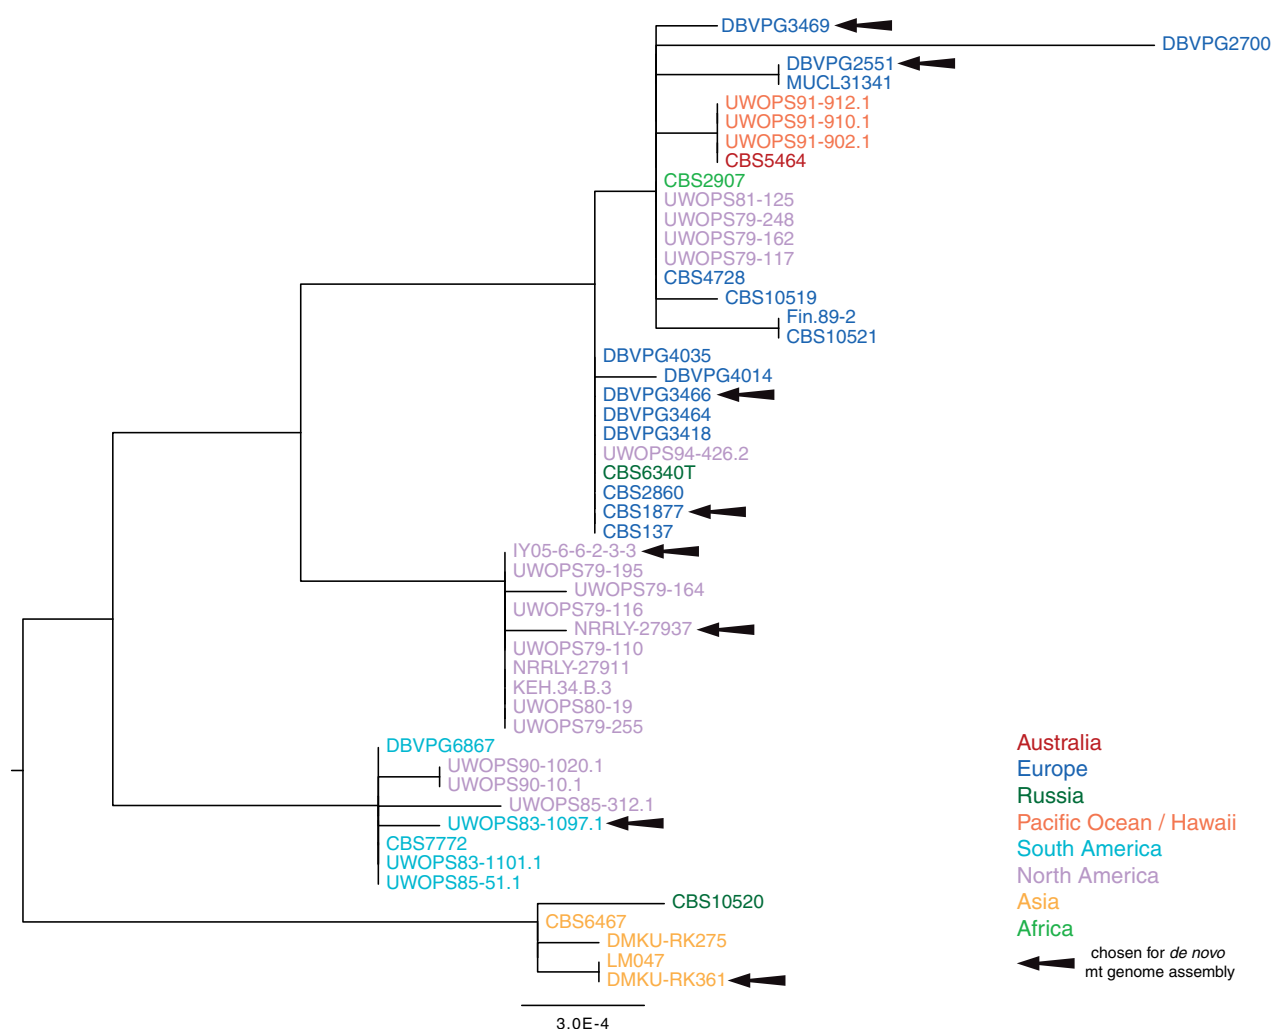 DBVPG3469
DBVPG2700
DBVPG2551
MUCL31341
UWOPS91-912.1
UWOPS91-910.1
UWOPS91-902.1
CBS5464
CBS2907
UWOPS81-125
UWOPS79-248
UWOPS79-162
UWOPS79-117
CBS4728
CBS10519
Fin.89-2
CBS10521
DBVPG4035
DBVPG4014
DBVPG3466
DBVPG3464
DBVPG3418
UWOPS94-426.2
CBS6340T
CBS2860
CBS1877
CBS137
IY05-6-6-2-3-3
UWOPS79-195
UWOPS79-164
UWOPS79-116
NRRLY-27937
UWOPS79-110
NRRLY-27911
KEH.34.B.3
UWOPS80-19
UWOPS79-255
DBVPG6867
UWOPS90-1020.1
UWOPS90-10.1
UWOPS85-312.1
UWOPS83-1097.1
CBS7772
UWOPS83-1101.1
UWOPS85-51.1
CBS10520
CBS6467
DMKU-RK275
LM047
DMKU-RK361
3.0E-4
Australia
Europe
Russia
Pacific Ocean / Hawaii
South America
North America
Asia
Africa
chosen for de novo
mt genome assembly